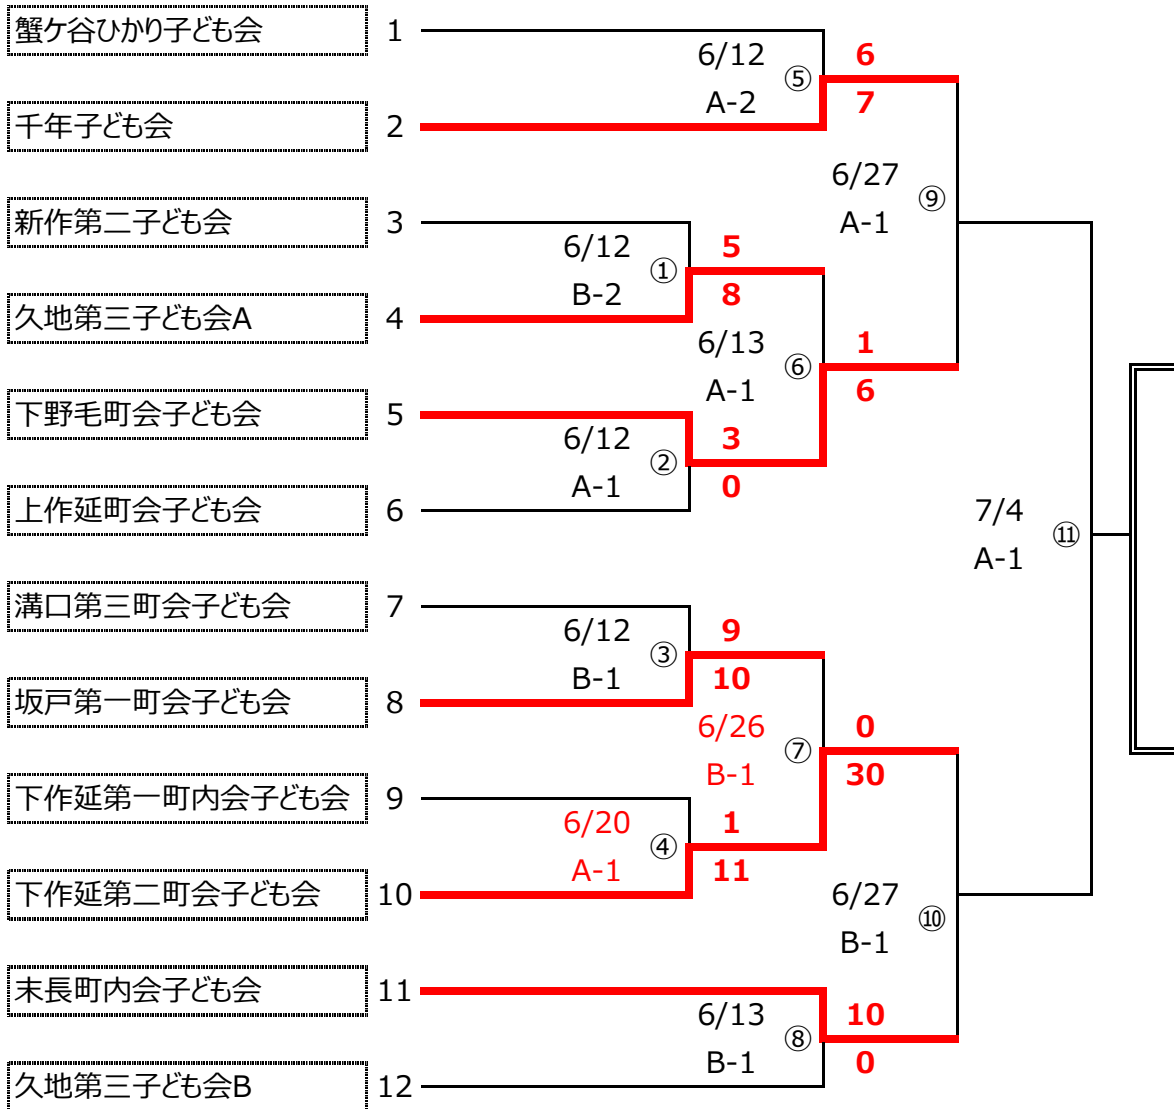 蟹ケ谷ひかり子ども会 1
6/12 ⑤ 6
A-2 7
千年子ども会 2
6/27 ⑨
A-1
新作第二子ども会 3
6/12 ① 5
B-2 8
久地第三子ども会A 4
6/13 ⑥ 1
A-1 6
下野毛町会子ども会 5
6/12 ② 3
A-1 0
上作延町会子ども会 6
7/4 ⑪
A-1
溝口第三町会子ども会 7
6/12 ③ 9
B-1 10
坂戸第一町会子ども会 8
6/26 ⑦ 0
B-1 30
下作延第一町内会子ども会 9
6/20 ④ 1
A-1 11
下作延第二町会子ども会 10
6/27 ⑩
B-1
末長町内会子ども会 11
6/13 ⑧ 10
B-1 0
久地第三子ども会B 12